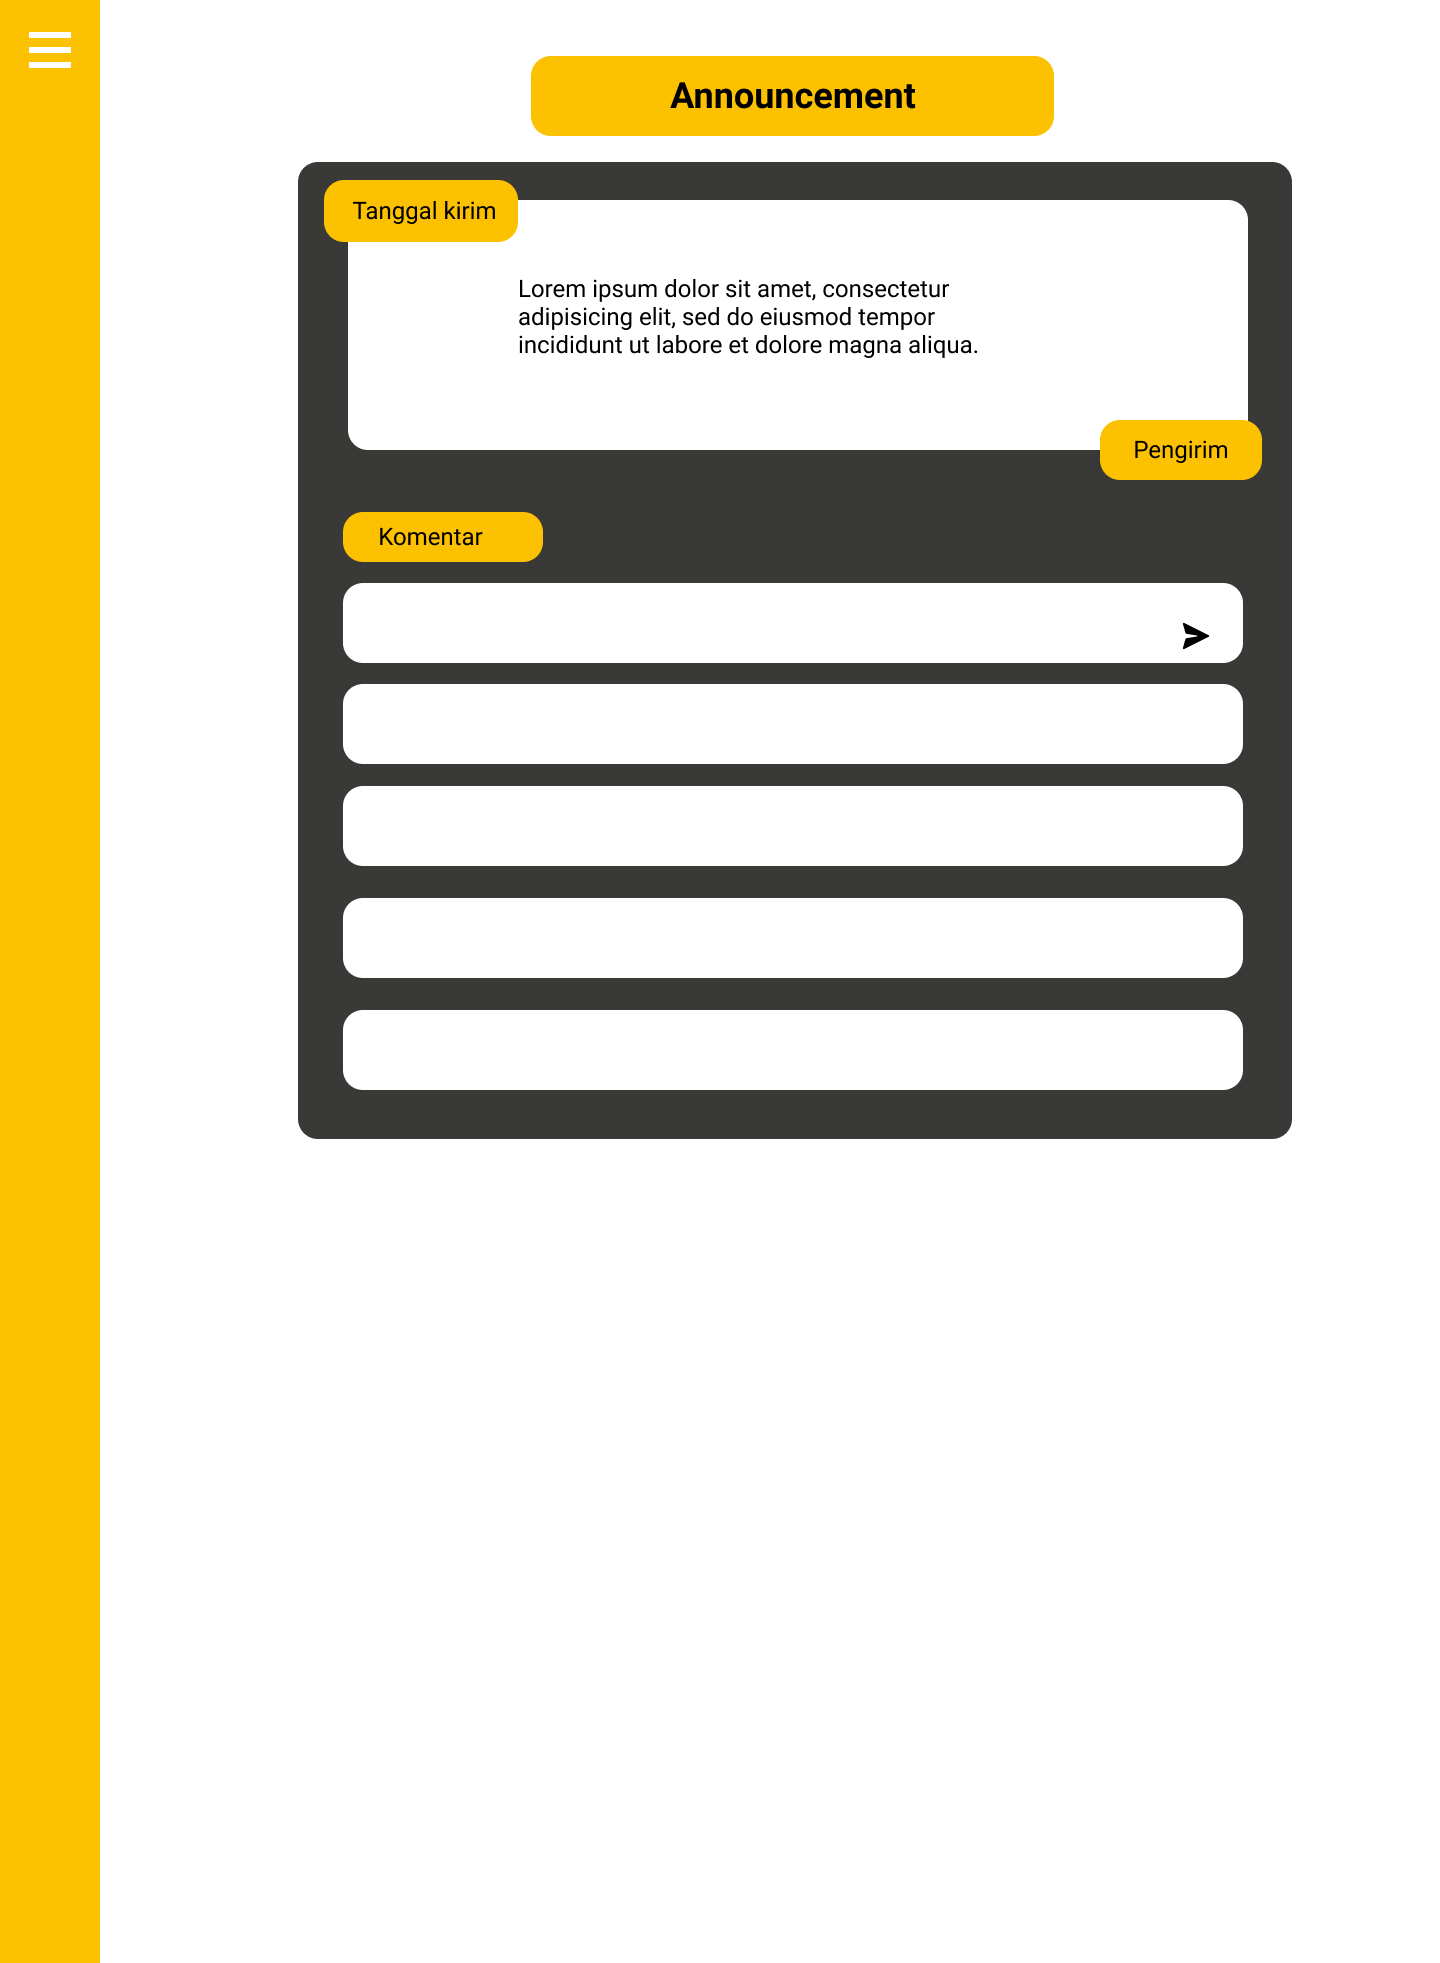 Announcement
Tanggal kirim
Lorem ipsum dolor sit amet, consectetur
adipisicing elit, sed do eiusmod tempor
incididunt ut labore et dolore magna aliqua.
Pengirim
Komentar